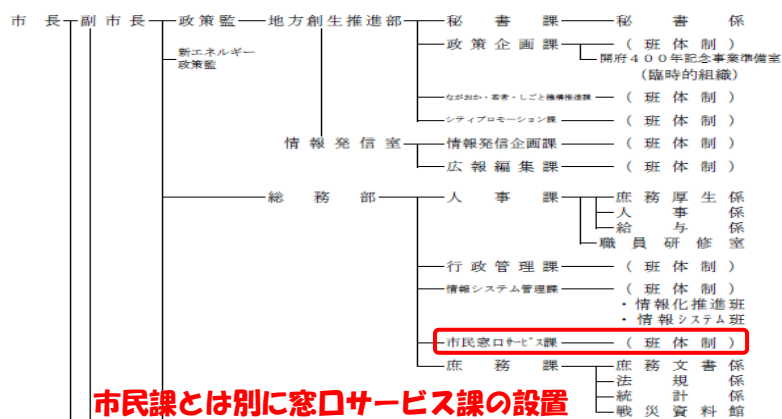 市長 副市長 政策監 地方創生推進部 秘書課 秘書係
新エネルギー
政策監
政策企画課 （班体制）
開府４００年記念事業準備室
（臨時的組織）
ながおか・若者・しごと機構推進課 （班体制）
シティプロモーション課 （班体制）
情報発信室 情報発信企画課 （班体制）
広報編集課 （班体制）
総務部 人事課 庶務厚生係
人事係
給与係
職員研修室
行政管理課 （班体制）
情報システム管理課 （班体制）
・情報化推進班
・情報システム班
市民窓口サービス課 （班体制）
庶務課 庶務文書係
法規係
統計係
戦災資料館
市民課とは別に窓口サービス課の設置